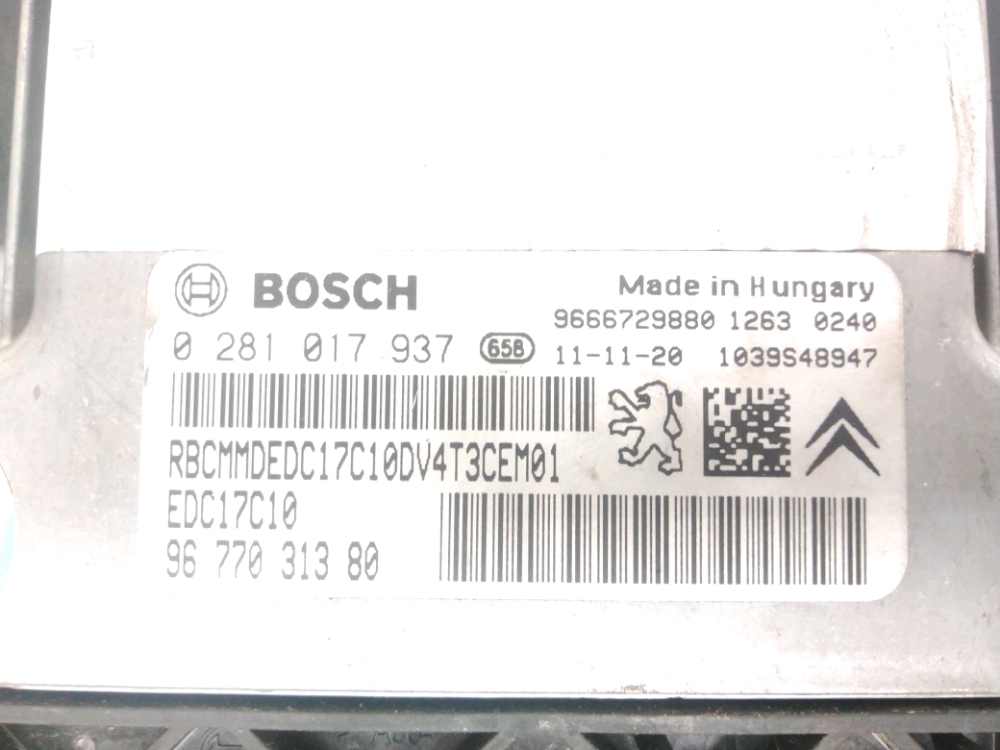 BOSCH
Made in Hungary
9666729880 1263 0240
0 281 017 937 65B 11-11-20 1039S48947
RBCMMDEDC17C10DV4T3CEM01
EDC17C10
96 770 313 80